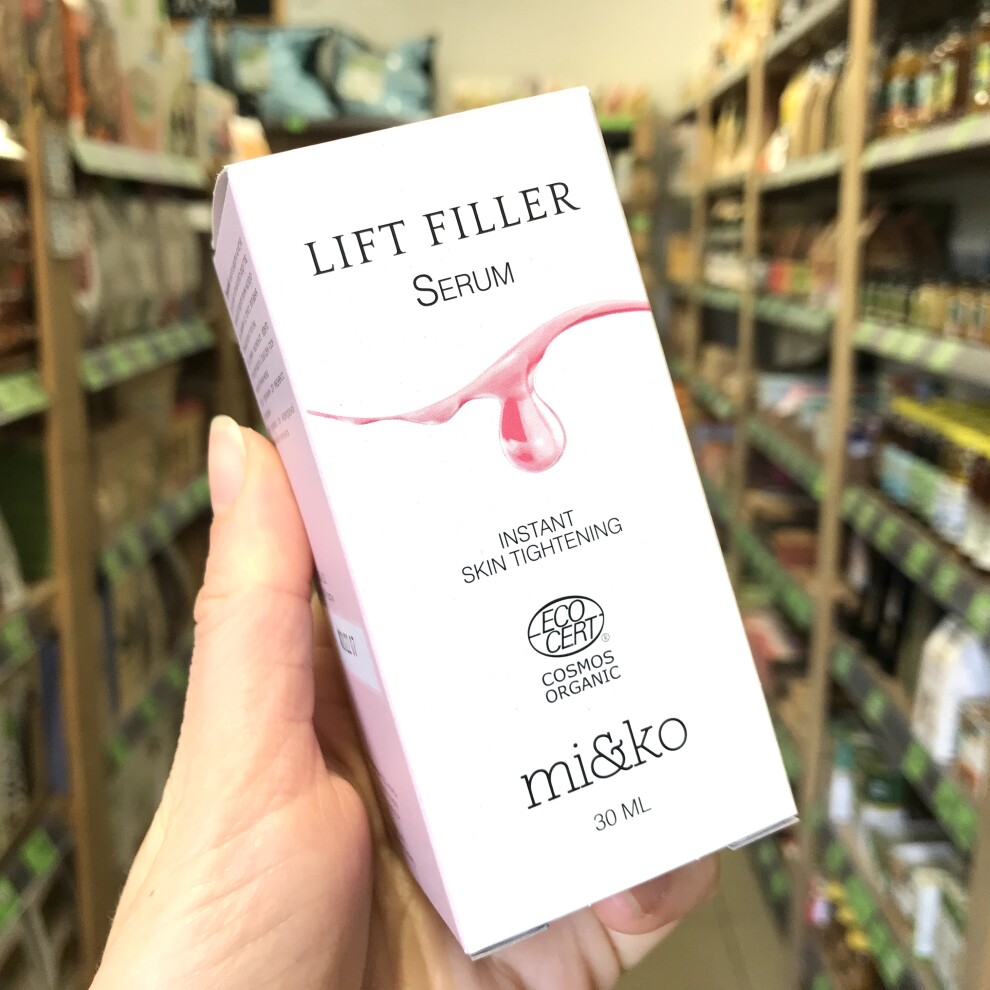 LIFT FILLER
SERUM
INSTANT
SKIN TIGHTENING
ECO
CERT®
COSMOS
ORGANIC
mi&ko
30 ML